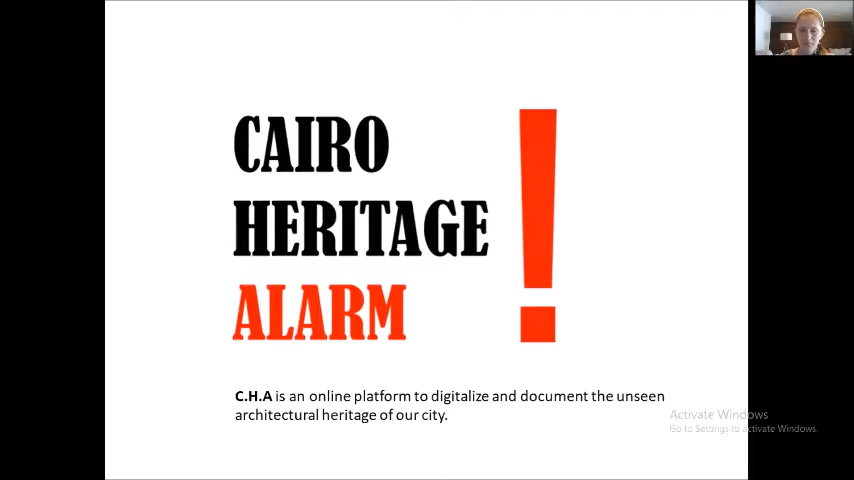 CAIRO
HERITAGE
ALARM
!
C.H.A is an online platform to digitalize and document the unseen
architectural heritage of our city.
Activate Windows
Go to Settings to activate Windows.